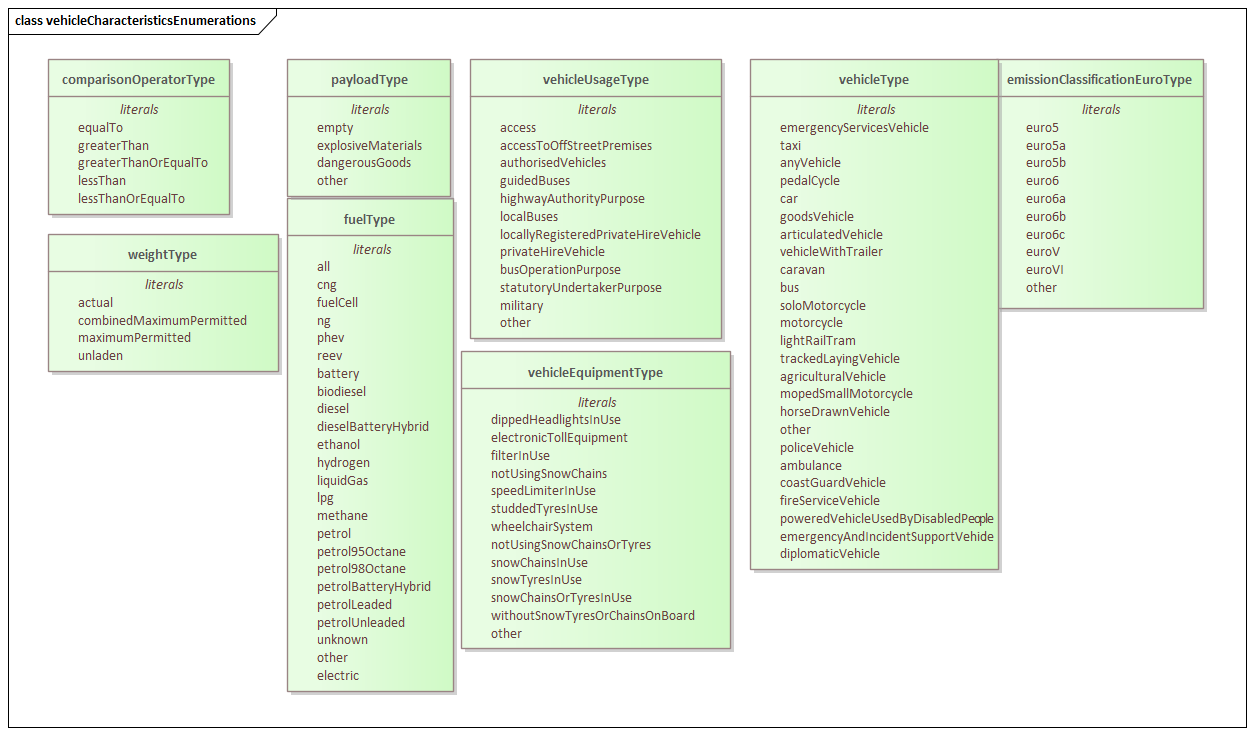 class vehicleCharacteristicsEnumerations
comparisonOperatorType
literals
equalTo
greaterThan
greaterThanOrEqualTo
lessThan
lessThanOrEqualTo
weightType
literals
actual
combinedMaximumPermitted
maximumPermitted
unladen
payloadType
literals
empty
explosiveMaterials
dangerousGoods
other
fuelType
literals
all
cng
fuelCell
ng
phev
reev
battery
biodiesel
diesel
dieselBatteryHybrid
ethanol
hydrogen
liquidGas
lpg
methane
petrol
petrol95Octane
petrol98Octane
petrolBatteryHybrid
petrolLeaded
petrolUnleaded
unknown
other
electric
vehicleUsageType
literals
access
accessToOffStreetPremises
authorisedVehicles
guidedBuses
highwayAuthorityPurpose
localBuses
locallyRegisteredPrivateHireVehicle
privateHireVehicle
busOperationPurpose
statutoryUndertakerPurpose
military
other
vehicleEquipmentType
literals
dippedHeadlightsInUse
electronicTollEquipment
filterInUse
notUsingSnowChains
speedLimiterInUse
studdedTyresInUse
wheelchairSystem
notUsingSnowChainsOrTyres
snowChainsInUse
snowTyresInUse
snowChainsOrTyresInUse
withoutSnowTyresOrChainsOnBoard
other
vehicleType
literals
emergencyServicesVehicle
taxi
anyVehicle
pedalCycle
car
goodsVehicle
articulatedVehicle
vehicleWithTrailer
caravan
bus
soloMotorcycle
motorcycle
lightRailTram
trackedLayingVehicle
agriculturalVehicle
mopedSmallMotorcycle
horseDrawnVehicle
other
policeVehicle
ambulance
coastGuardVehicle
fireServiceVehicle
poweredVehicleUsedByDisabledPeople
emergencyAndIncidentSupportVehicle
diplomaticVehicle
emissionClassificationEuroType
literals
euro5
euro5a
euro5b
euro6
euro6a
euro6b
euro6c
euroV
euroVI
other